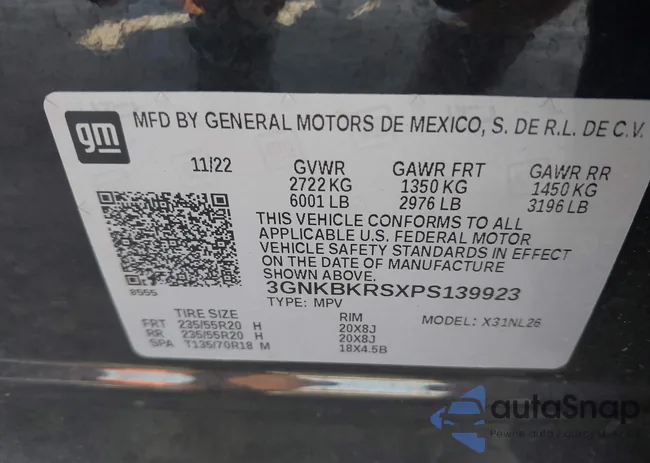 gm
MFD BY GENERAL MOTORS DE MEXICO, S. DE R.L. DE C.V.
11/22 GVWR GAWR FRT GAWR RR
2722 KG 1350 KG 1450 KG
6001 LB 2976 LB 3196 LB
THIS VEHICLE CONFORMS TO ALL
APPLICABLE U.S. FEDERAL MOTOR
VEHICLE SAFETY STANDARDS IN EFFECT
ON THE DATE OF MANUFACTURE
SHOWN ABOVE.
8555
3GNKBKRSXPS139923
TYPE: MPV MODEL: X31NL26
TIRE SIZE RIM
FRT 235/55R20 H 20X8J
RR 235/55R20 H 20X8J
SPA T135/70R18 M 18X4.5B
autaSnap
Pewne auto z